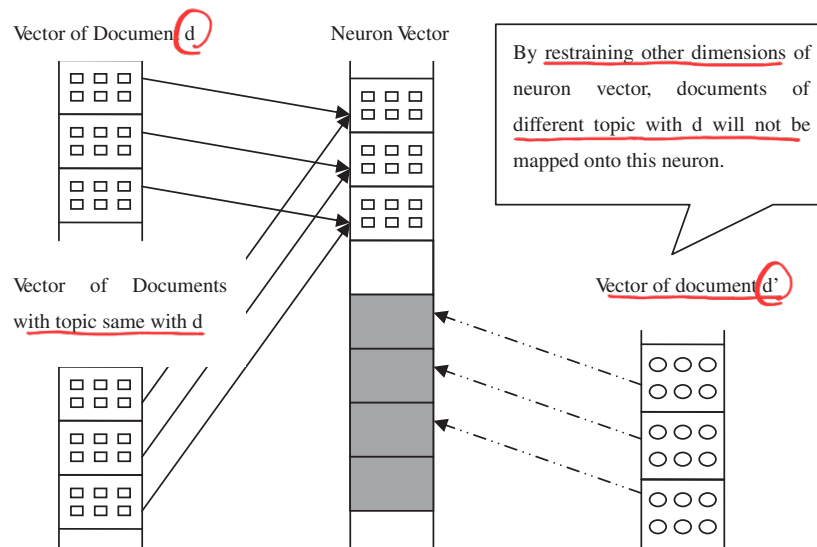 Vector of Document d
Neuron Vector
By restraining other dimensions of
neuron vector, documents of
different topic with d will not be
mapped onto this neuron.
Vector of Documents
with topic same with d
Vector of document d’